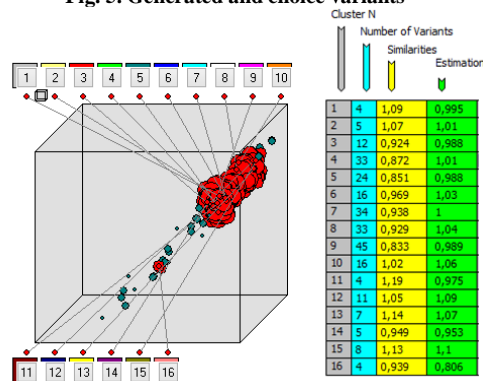 Fig. 3. Generated and choice variants
Cluster N
Number of Variants
Similarities
Estimation
1 2 3 4 5 6 7 8 9 10
1 4 1,09 0,995
2 5 1,07 1,01
3 12 0,924 0,988
4 33 0,872 1,01
5 24 0,851 0,988
6 16 0,969 1,03
7 34 0,938 1
8 33 0,929 1,04
9 45 0,833 0,989
10 16 1,02 1,06
11 4 1,19 0,975
12 11 1,05 1,09
13 7 1,14 1,07
14 5 0,949 0,953
15 8 1,13 1,1
16 4 0,939 0,806
11 12 13 14 15 16